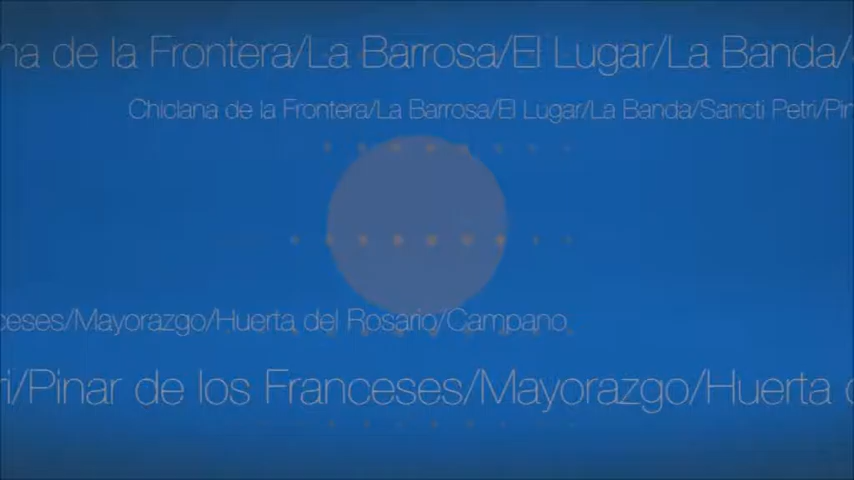 na de la Frontera/La Barrosa/El Lugar/La Banda/
Chiclana de la Frontera/La Barrosa/El Lugar/La Banda/Sancti Petri/Pin
ceses/Mayorazgo/Huerta del Rosario/Campano
ri/Pinar de los Franceses/Mayorazgo/Huerta